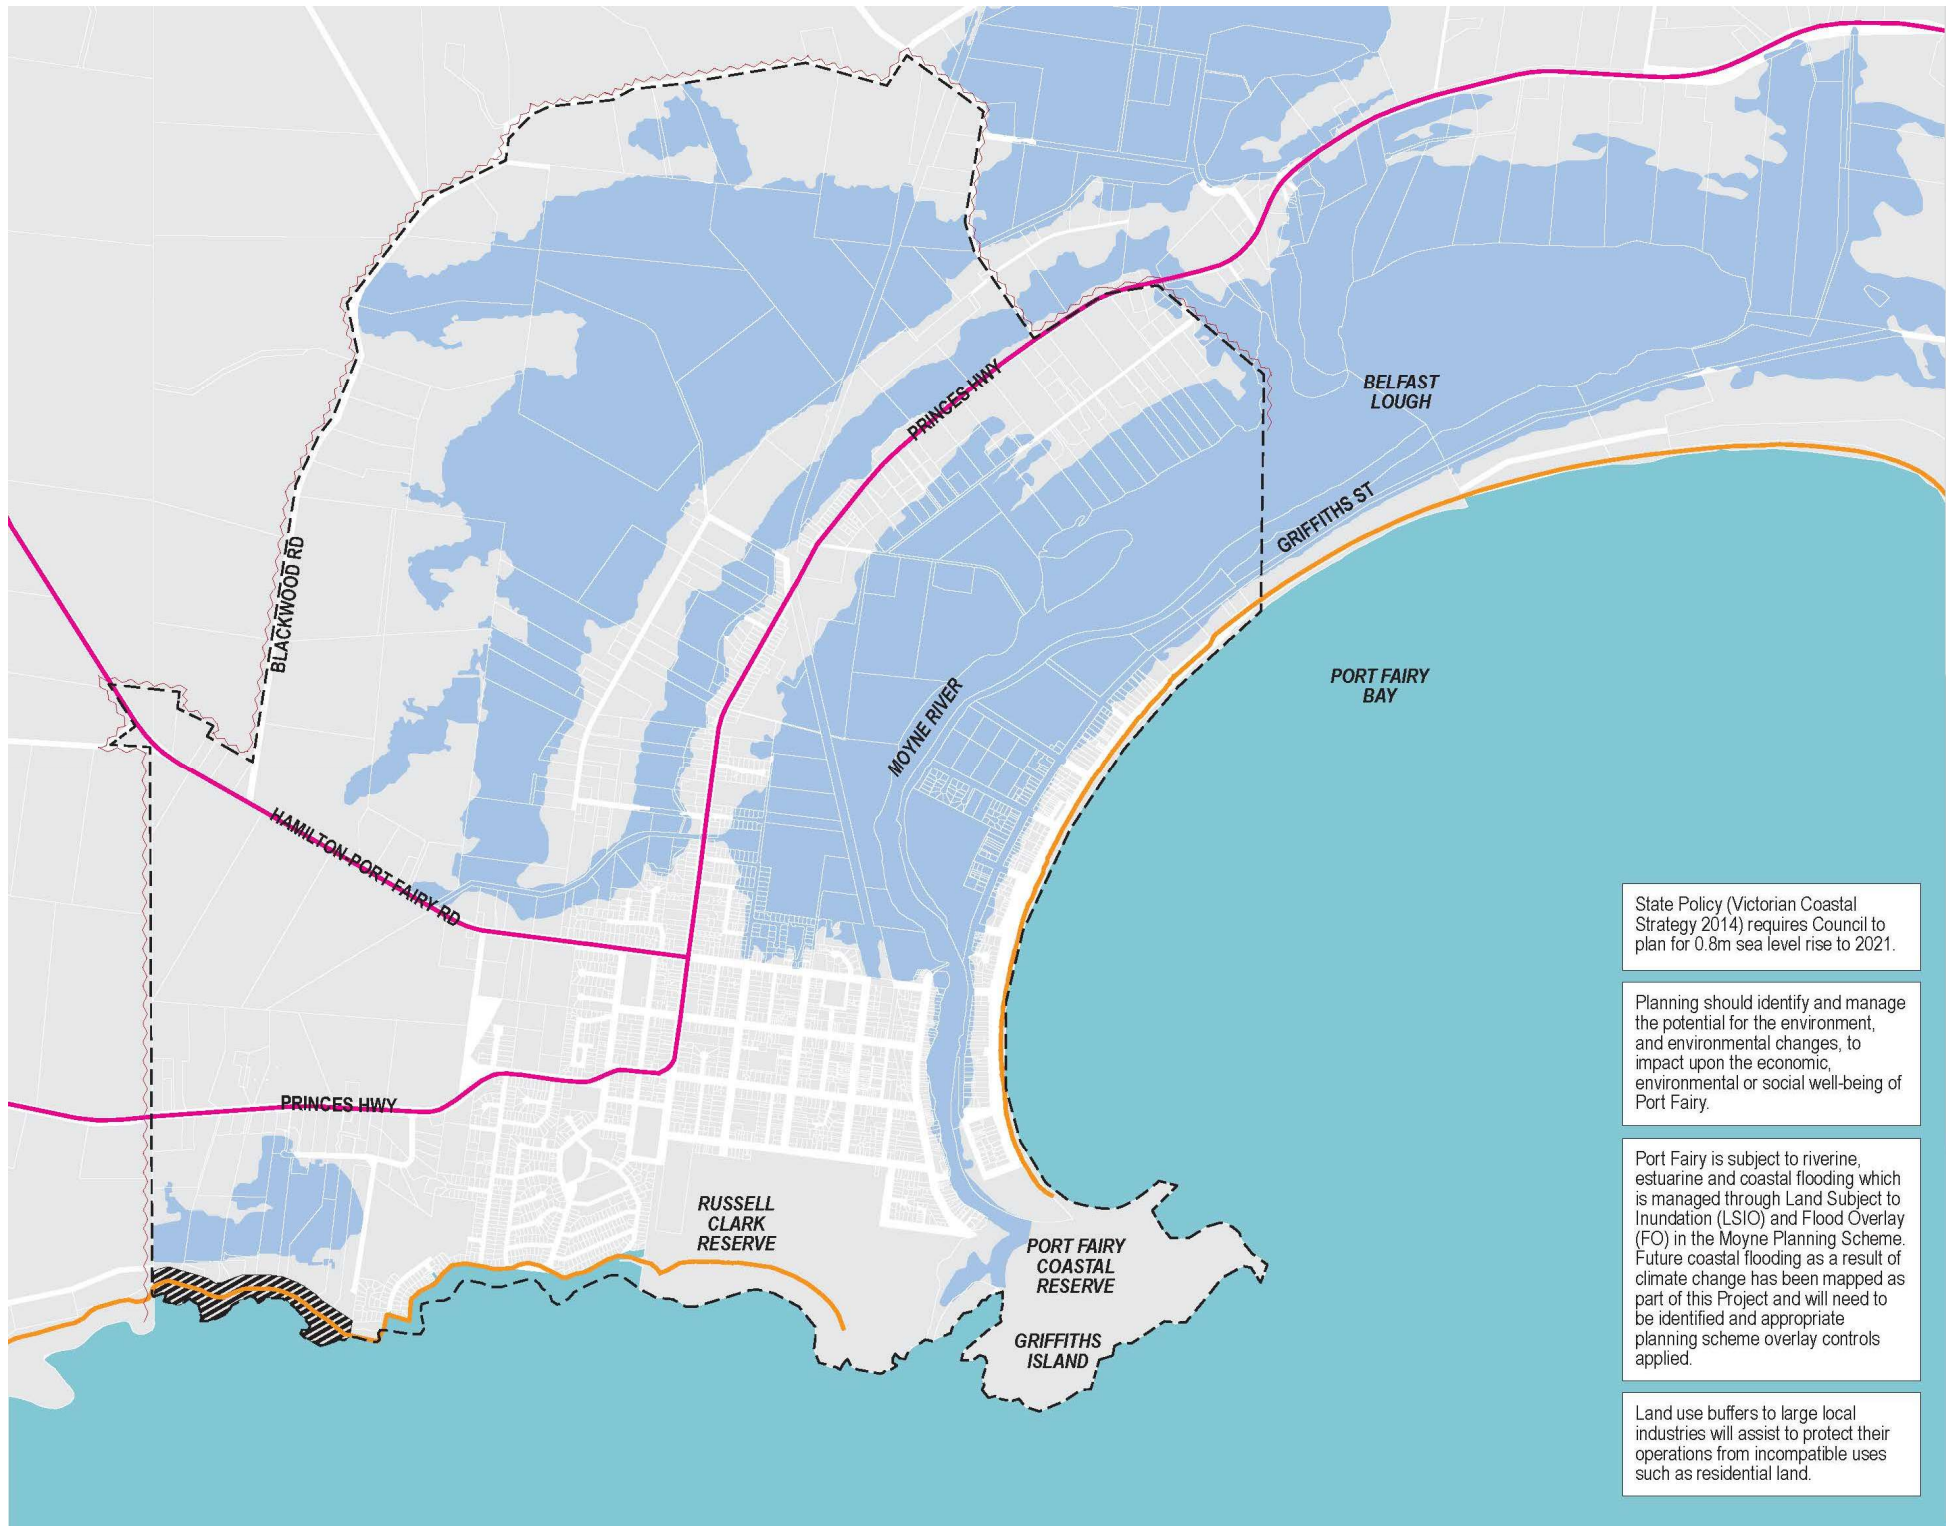 BELFAST
LOUGH
PRINCES HWY
GRIFFITHS ST
BLACKWOOD RD
PORT FAIRY
BAY
MOYNE RIVER
HAMILTON PORT FAIRY RD
PRINCES HWY
RUSSELL
CLARK
RESERVE
PORT FAIRY
COASTAL
RESERVE
GRIFFITHS
ISLAND
State Policy (Victorian Coastal
Strategy 2014) requires Council to
plan for 0.8m sea level rise to 2021.
Planning should identify and manage
the potential for the environment,
and environmental changes, to
impact upon the economic,
environmental or social well-being of
Port Fairy.
Port Fairy is subject to riverine,
estuarine and coastal flooding which
is managed through Land Subject to
Inundation (LSIO) and Flood Overlay
(FO) in the Moyne Planning Scheme.
Future coastal flooding as a result of
climate change has been mapped as
part of this Project and will need to
be identified and appropriate
planning scheme overlay controls
applied.
Land use buffers to large local
industries will assist to protect their
operations from incompatible uses
such as residential land.